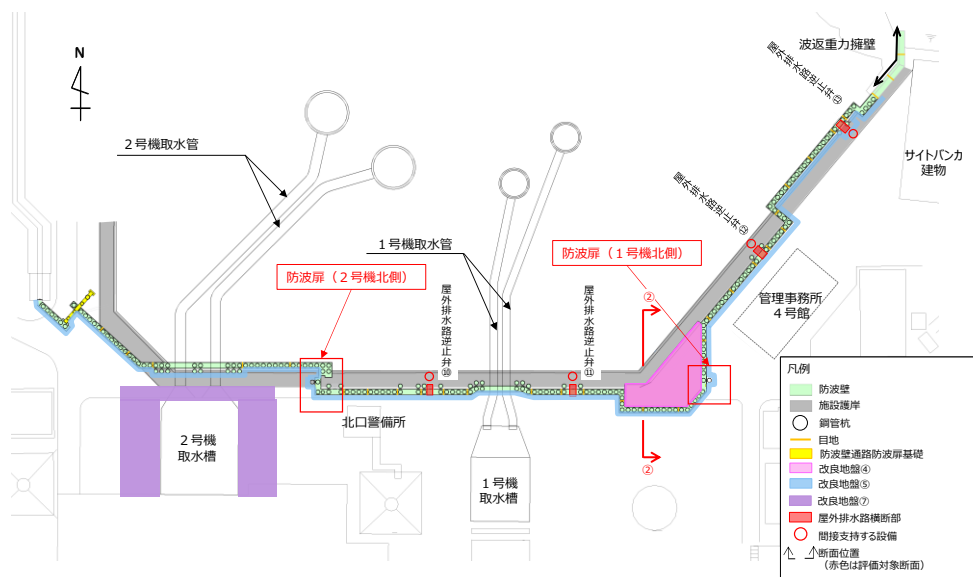 N
波返重力擁壁
屋外排水路逆止弁⑬
サイトバンカ
建物
2号機取水管
屋外排水路逆止弁⑫
1号機取水管
防波扉（2号機北側）
防波扉（1号機北側）
屋外排水路逆止弁⑩
屋外排水路逆止弁⑪
②
管理事務所
4号館
北口警備所
2号機
取水槽
1号機
取水槽
②
凡例
防波壁
施設護岸
鋼管杭
目地
防波壁通路防波扉基礎
改良地盤④
改良地盤⑤
改良地盤⑦
屋外排水路横断部
間接支持する設備
断面位置
（赤色は評価対象断面）